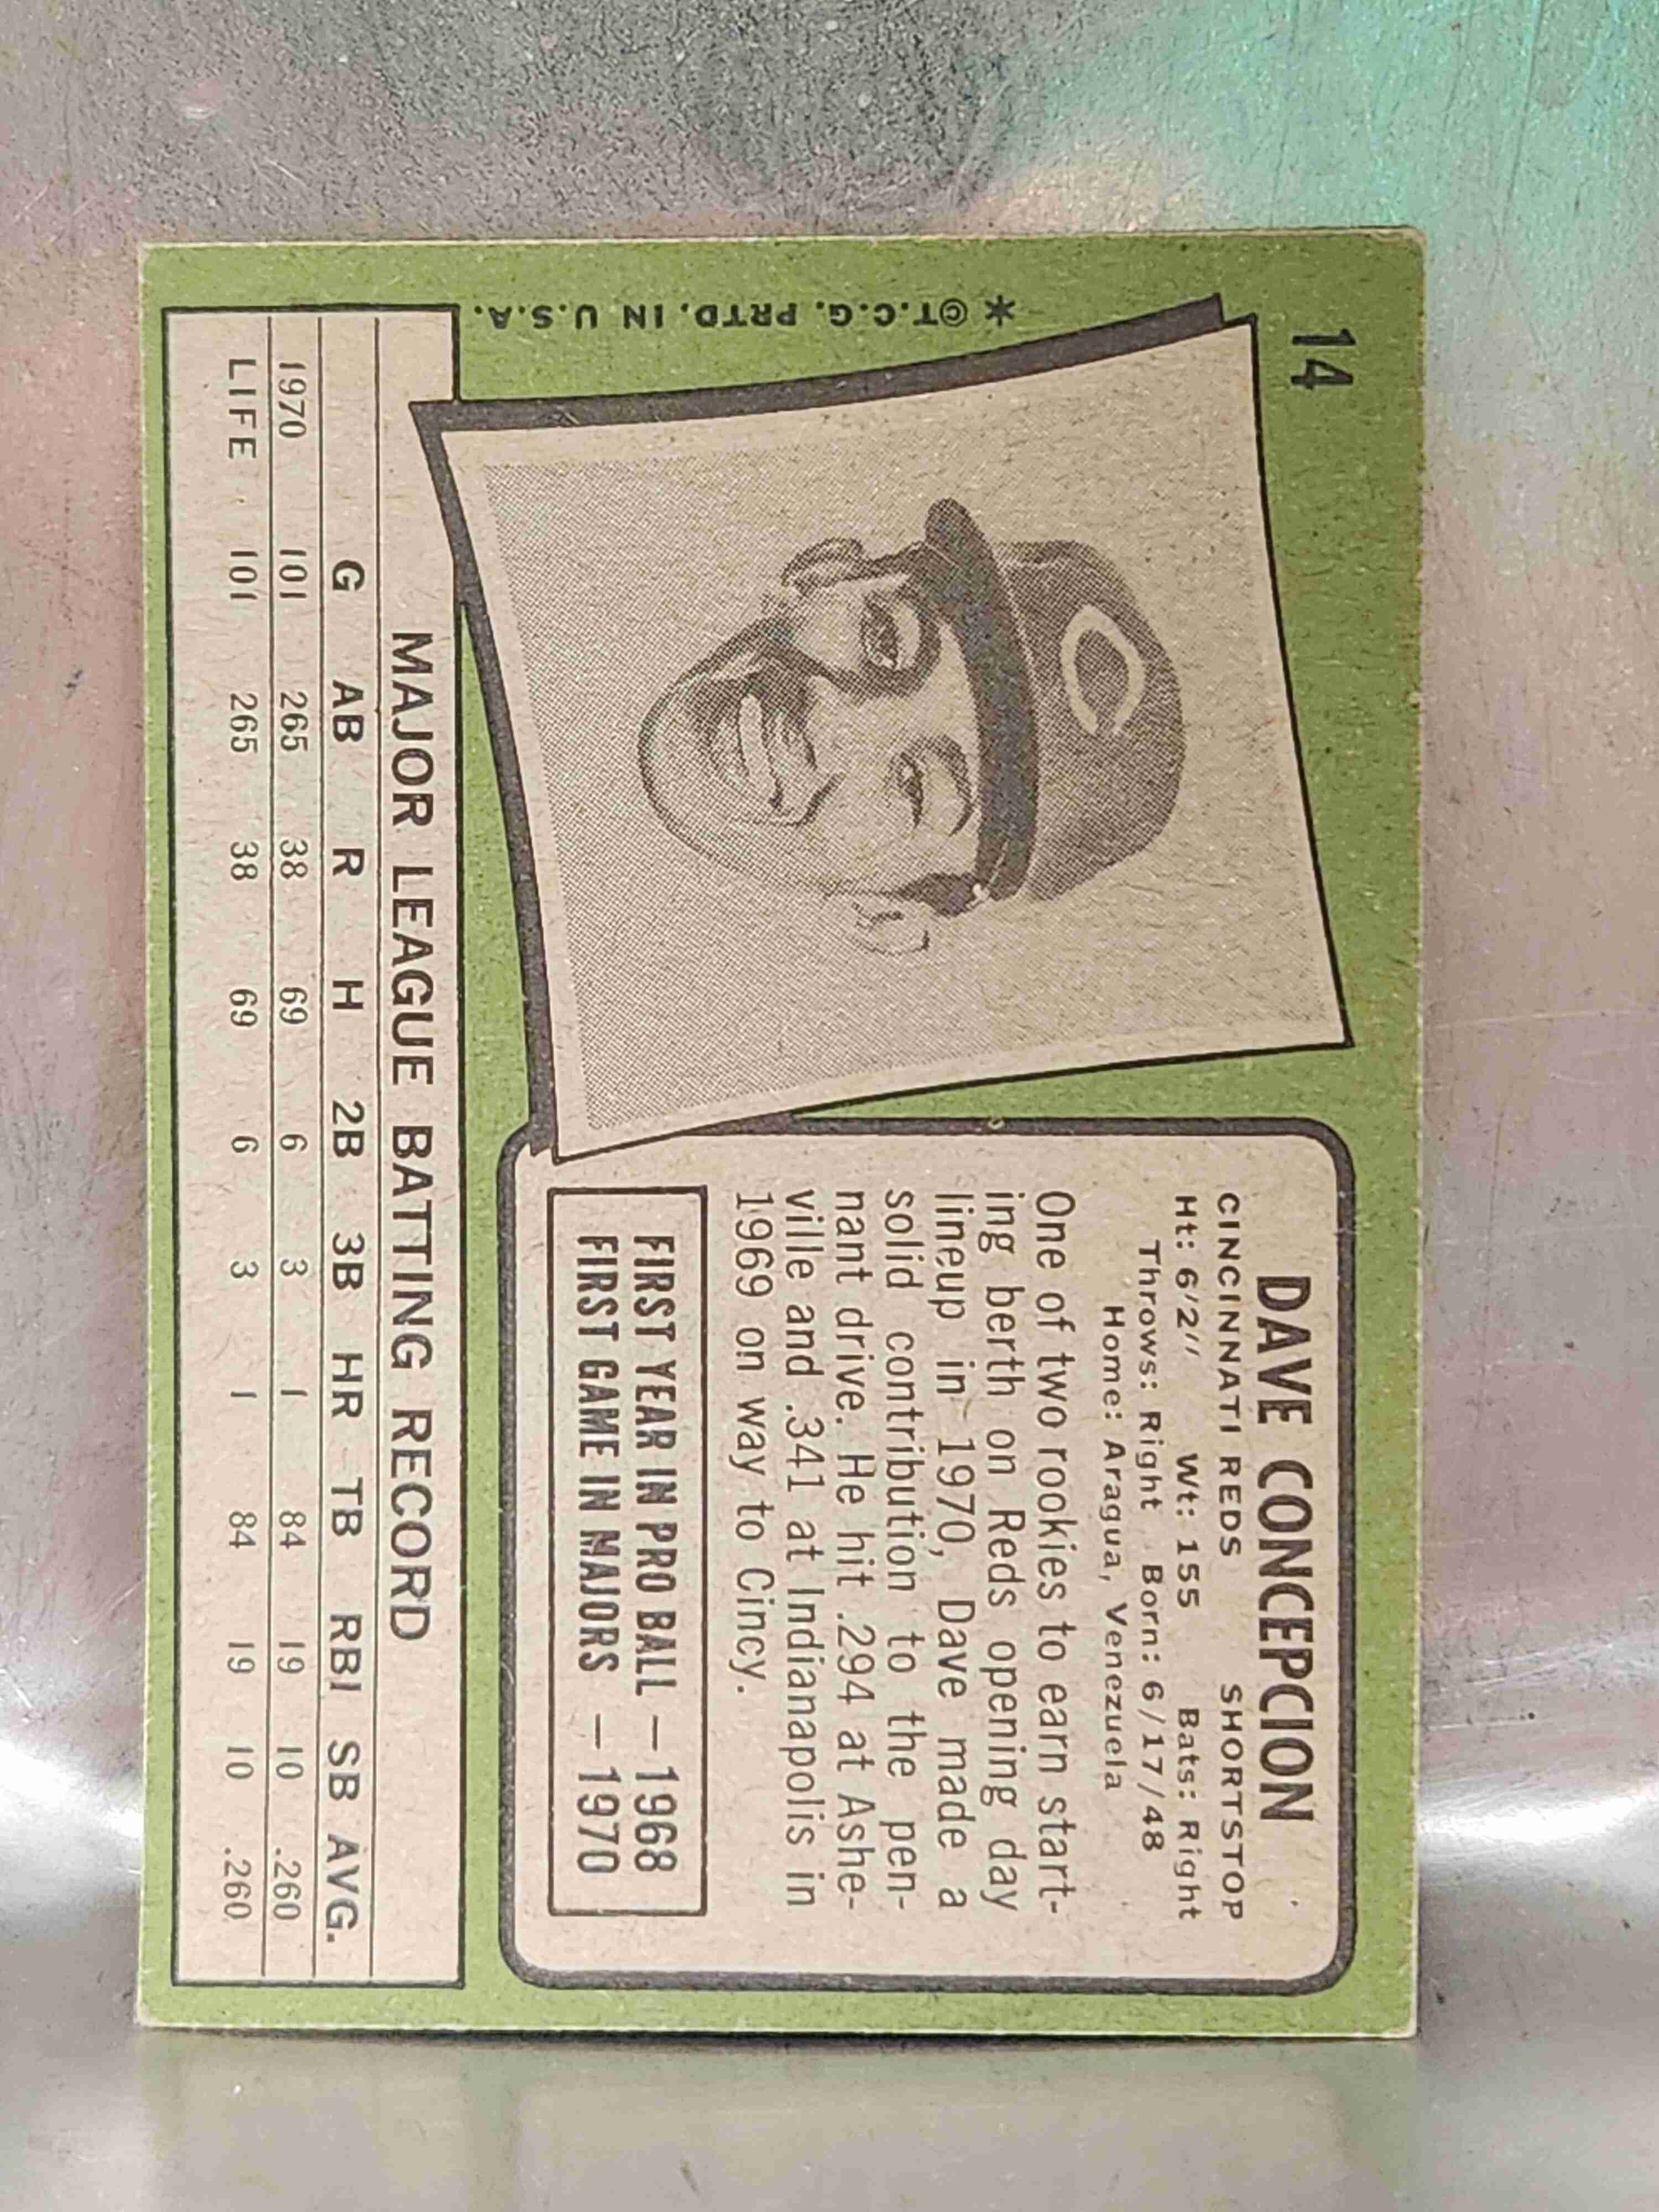 14
DAVE CONCEPCION
CINCINNATI REDS SHORTSTOP
Ht: 6'2" Wt: 155 Bats: Right
Throws: Right Born: 6/17/48
Home: Aragua, Venezuela
One of two rookies to earn start-
ing berth on Reds opening day
lineup in 1970, Dave made a
solid contribution to the pen-
nant drive. He hit .294 at Ashe-
ville and .341 at Indianapolis in
1969 on way to Cincy.
FIRST YEAR IN PRO BALL — 1968
FIRST GAME IN MAJORS — 1970
*©T.C.G. PRTD. IN U.S.A.
MAJOR LEAGUE BATTING RECORD
G AB R H 2B 3B HR TB RBI SB AVG.
1970 101 265 38 69 6 3 1 84 19 10 .260
LIFE 101 265 38 69 6 3 1 84 19 10 .260